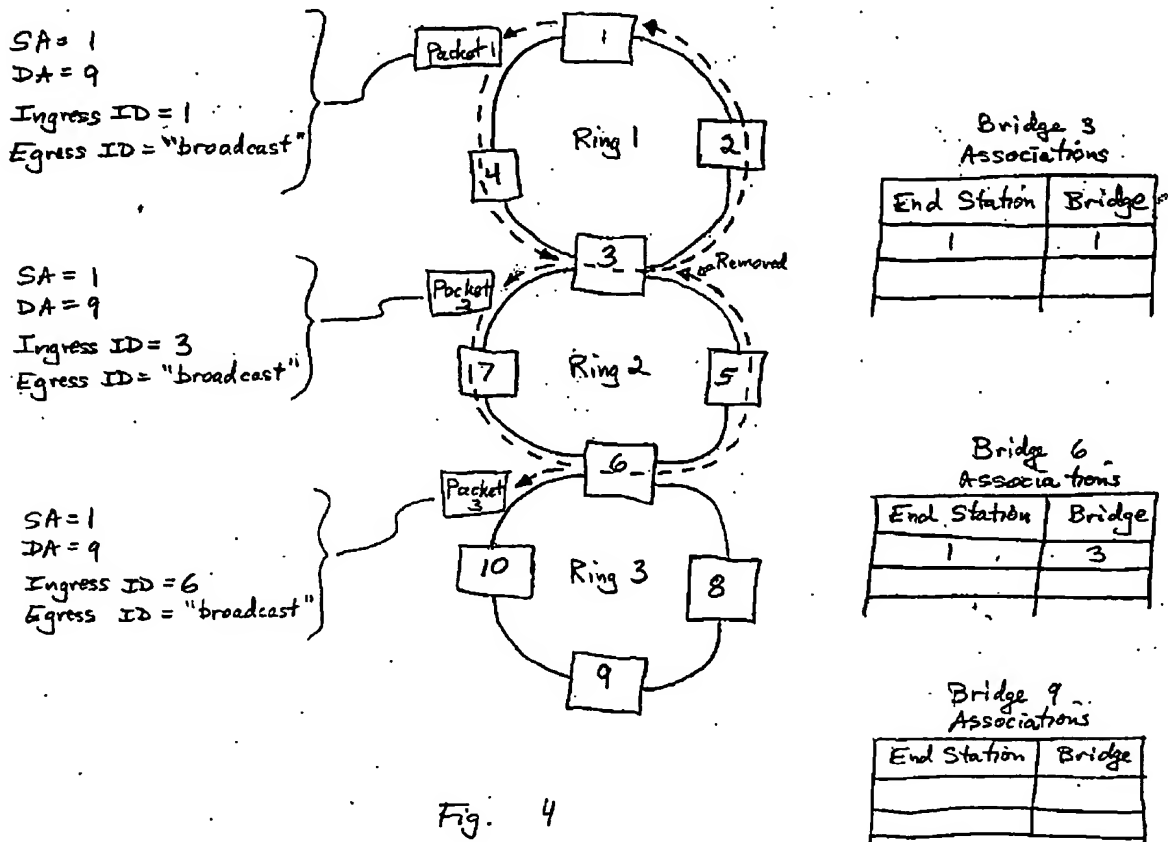 SA = 1
DA = 9
Ingress ID = 1
Egress ID = "broadcast"
Packet 1
1
Ring 1
2
4
3
Removed
SA = 1
DA = 9
Ingress ID = 3
Egress ID = "broadcast"
Packet 2
17
Ring 2
5
6
SA = 1
DA = 9
Ingress ID = 6
Egress ID = "broadcast"
Packet 3
10
Ring 3
8
9
Bridge 3
Associations
End Station Bridge
1 1
Bridge 6
Associations
End Station Bridge
1 3
Bridge 9
Associations
End Station Bridge
Fig. 4